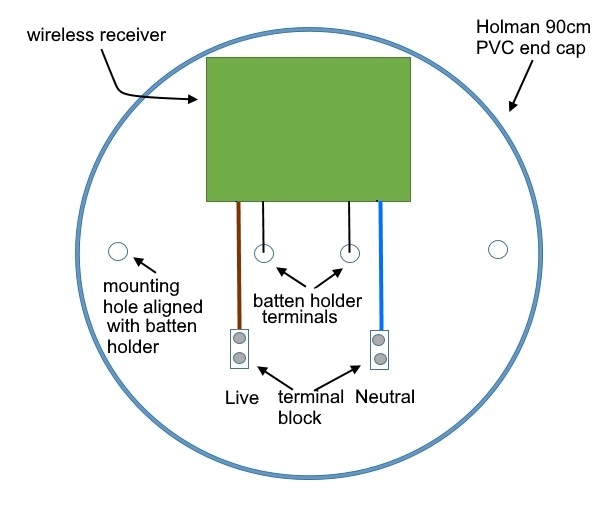 wireless receiver
Holman 90cm
PVC end cap
mounting
hole aligned
with batten
holder
batten holder
terminals
Live
terminal
block
Neutral